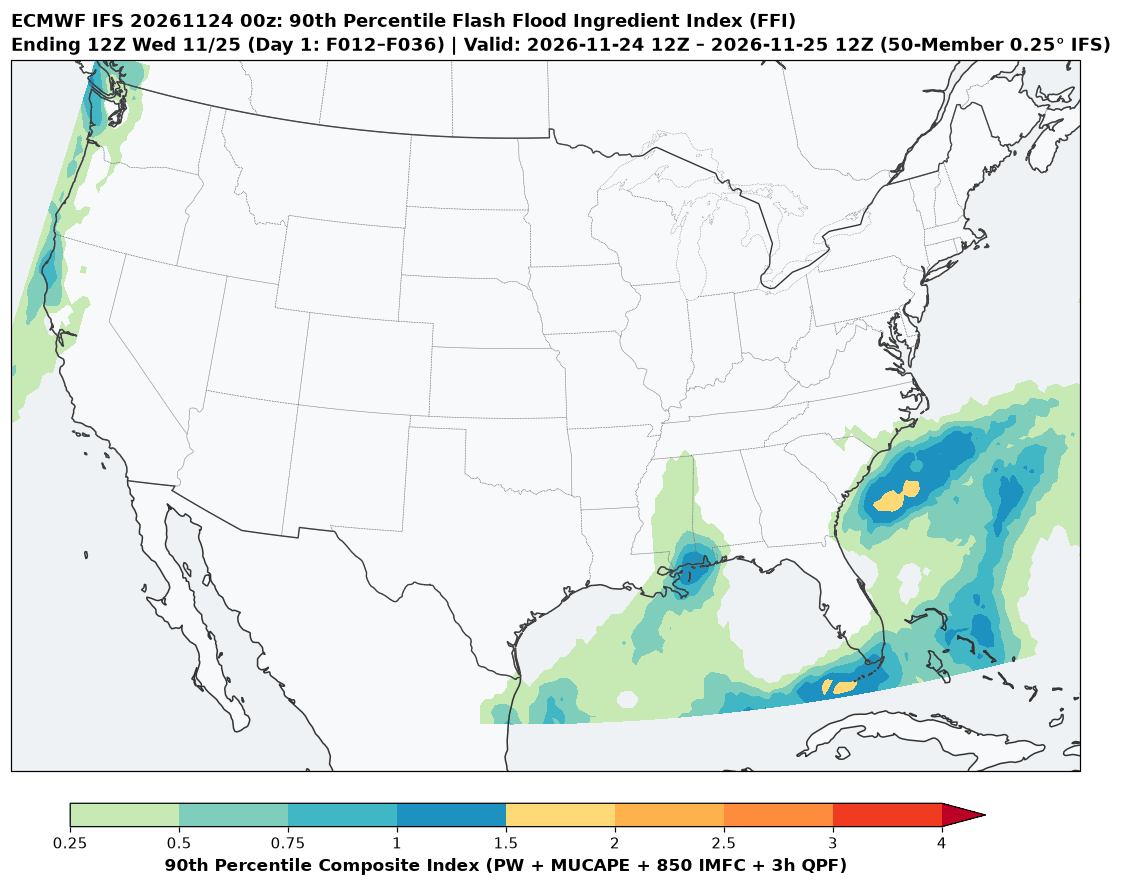 ECMWF IFS 20261124 00z: 90th Percentile Flash Flood Ingredient Index (FFI)
Ending 12Z Wed 11/25 (Day 1: F012–F036) | Valid: 2026-11-24 12Z – 2026-11-25 12Z (50-Member 0.25° IFS)
0.25 0.5 0.75 1 1.5 2 2.5 3 4
90th Percentile Composite Index (PW + MUCAPE + 850 IMFC + 3h QPF)